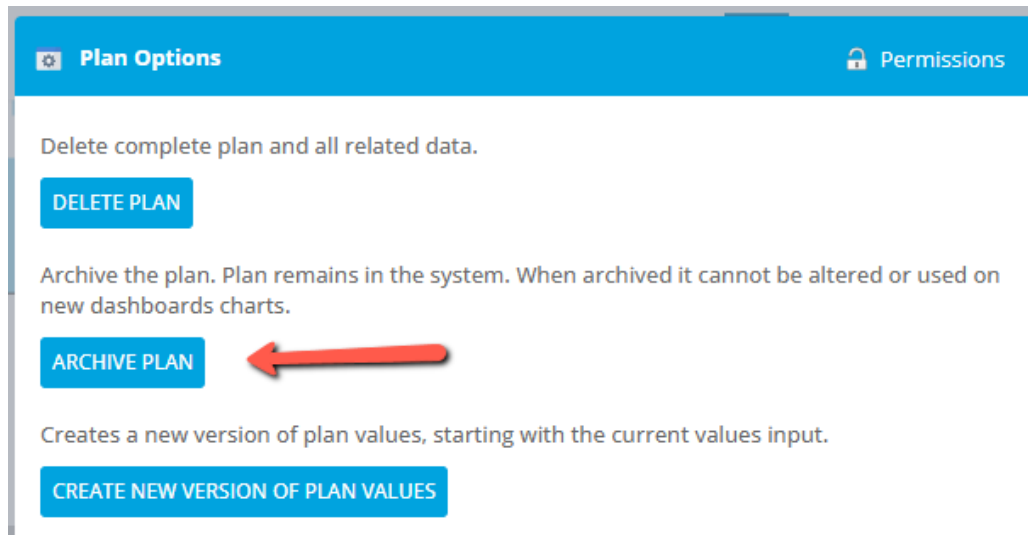 Plan Options
Permissions
Delete complete plan and all related data.
DELETE PLAN
Archive the plan. Plan remains in the system. When archived it cannot be altered or used on
new dashboards charts.
ARCHIVE PLAN
Creates a new version of plan values, starting with the current values input.
CREATE NEW VERSION OF PLAN VALUES